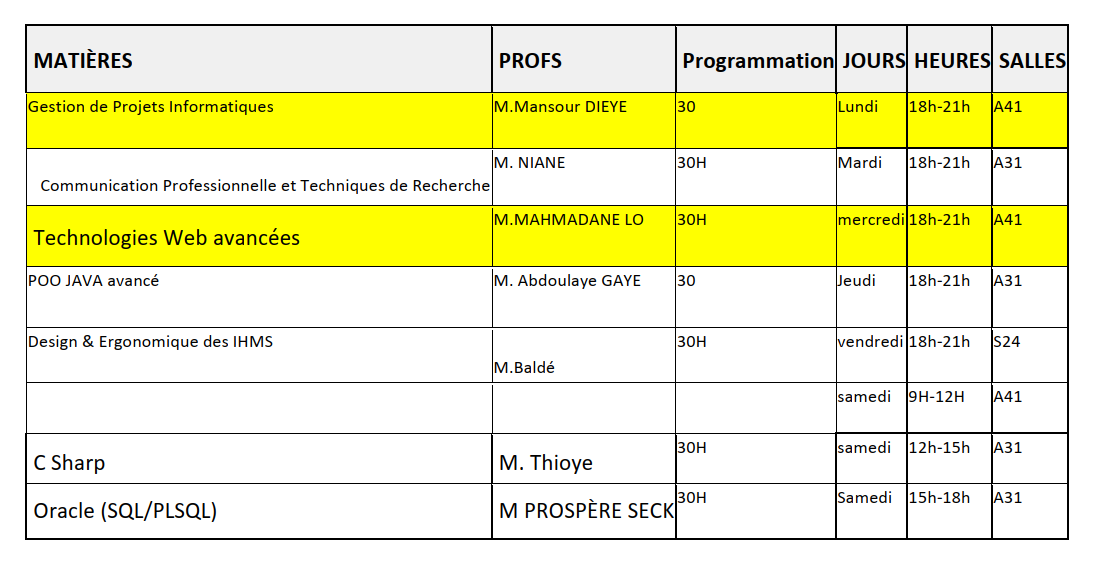 MATIÈRES PROFS Programmation JOURS HEURES SALLES
Gestion de Projets Informatiques M.Mansour DIEYE 30 Lundi 18h-21h A41
Communication Professionnelle et Techniques de Recherche M. NIANE 30H Mardi 18h-21h A31
Technologies Web avancées M.MAHMADANE LO 30H mercredi 18h-21h A41
POO JAVA avancé M. Abdoulaye GAYE 30 Jeudi 18h-21h A31
Design & Ergonomique des IHMS M.Baldé 30H vendredi 18h-21h S24
samedi 9H-12H A41
C Sharp M. Thioye 30H samedi 12h-15h A31
Oracle (SQL/PLSQL) M PROSPÈRE SECK 30H Samedi 15h-18h A31